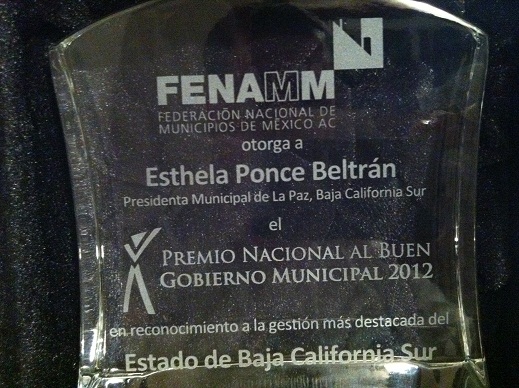 FENAMM
FEDERACIÓN NACIONAL DE
MUNICIPIOS DE MÉXICO AC
otorga a
Esthela Ponce Beltrán
Presidenta Municipal de La Paz, Baja California Sur
el
PREMIO NACIONAL AL BUEN
GOBIERNO MUNICIPAL 2012
en reconocimiento a la gestión más destacada del
Estado de Baja California Sur